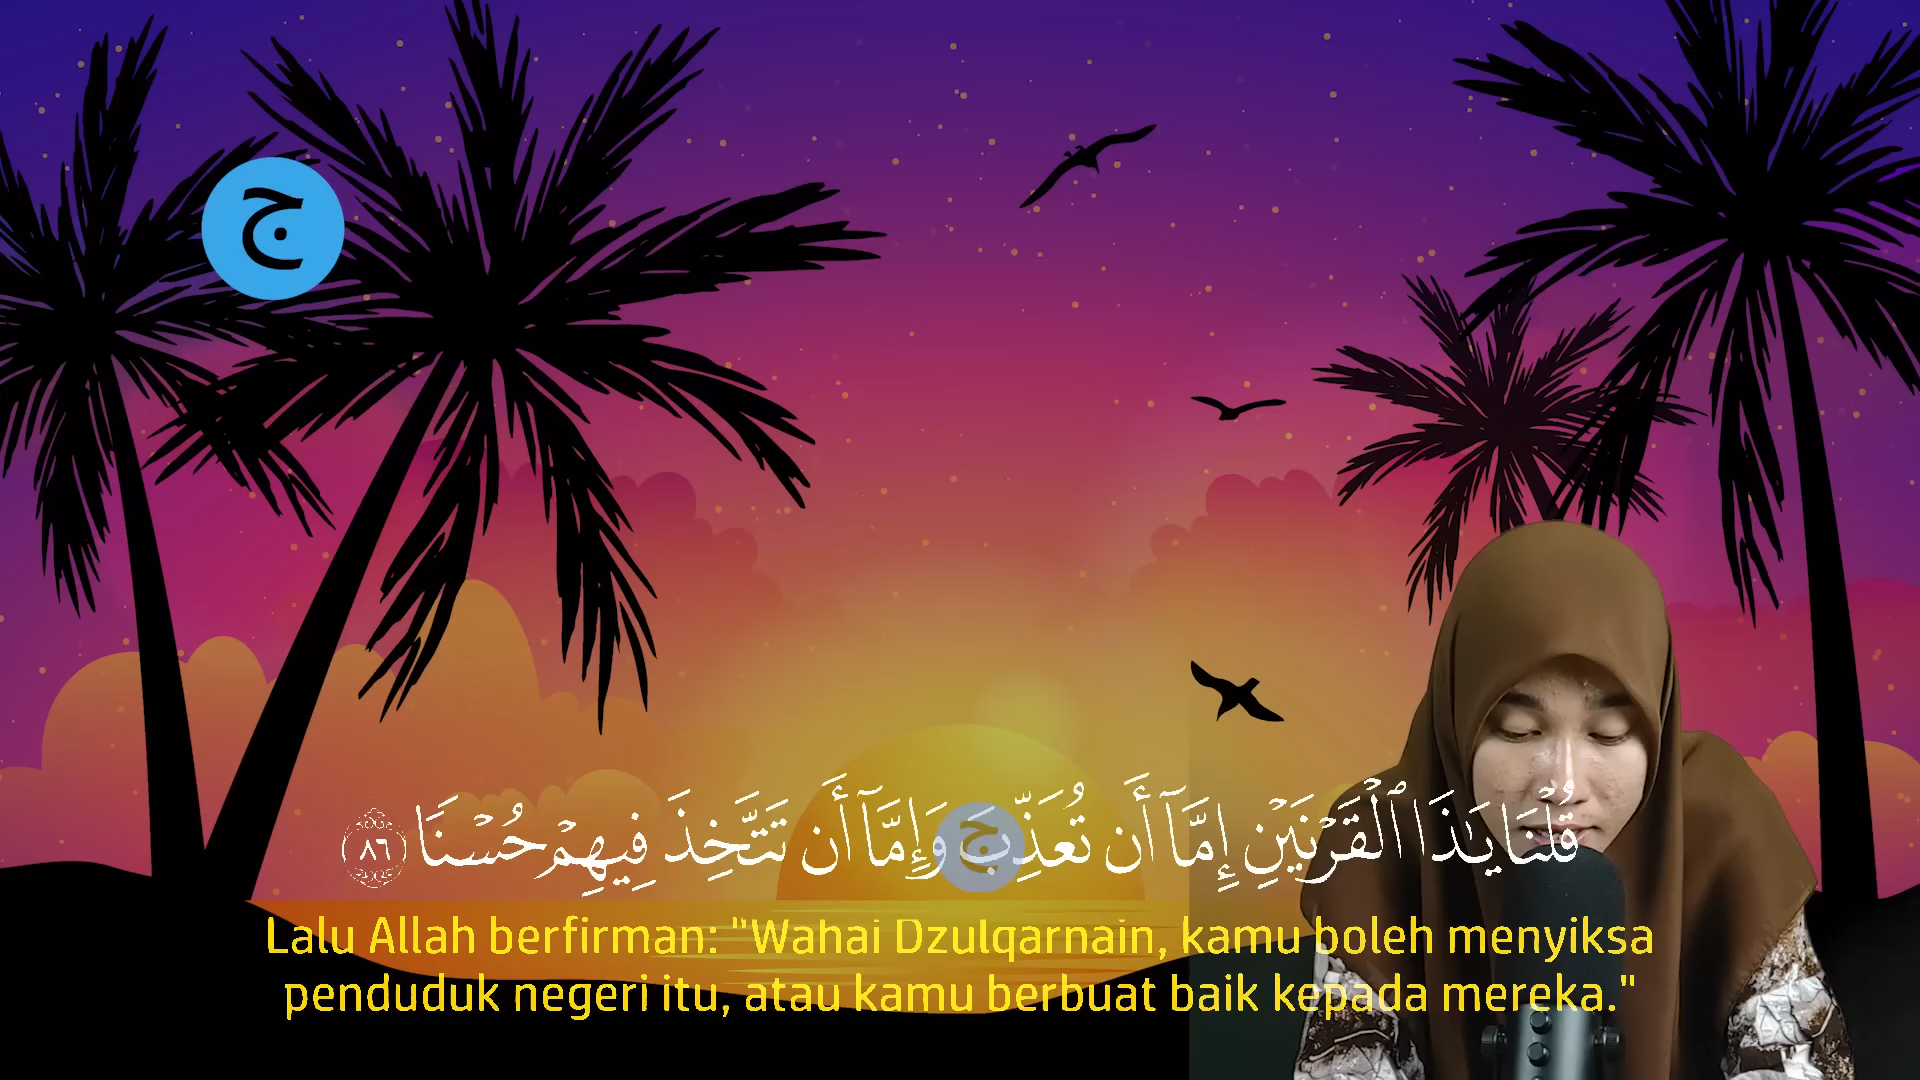 ج
قُلْنَا يَـٰذَا ٱلْقَرْنَيْنِ إِمَّآ أَن تُعَذِّبَ وَإِمَّآ أَن تَتَّخِذَ فِيهِمْ حُسْنًا ٨٦
ج
Lalu Allah berfirman: "Wahai Dzulqarnain, kamu boleh menyiksa
penduduk negeri itu, atau kamu berbuat baik kepada mereka."